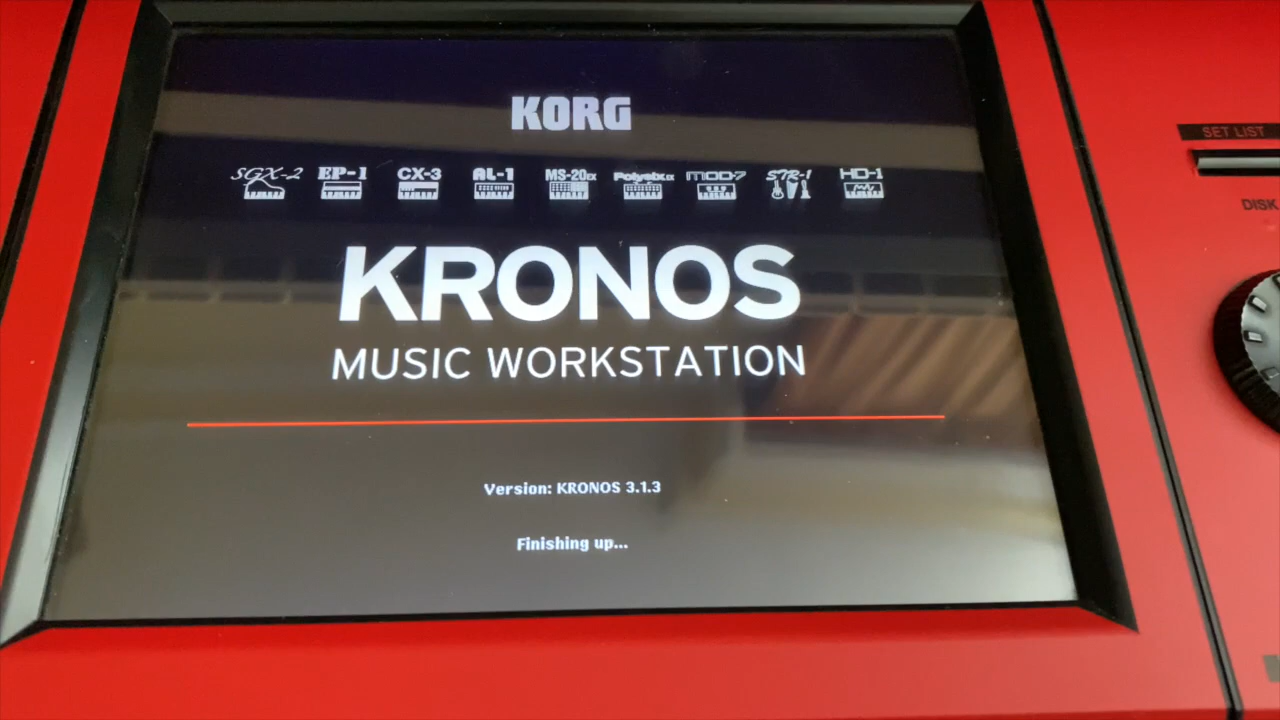 KORG
SGX-2 EP-1 CX-3 AL-1 MS-20EX PolysixEX MOD-7 STR-1 HD-1
KRONOS
MUSIC WORKSTATION
Version: KRONOS 3.1.3
Finishing up...
SET LIST
DISK